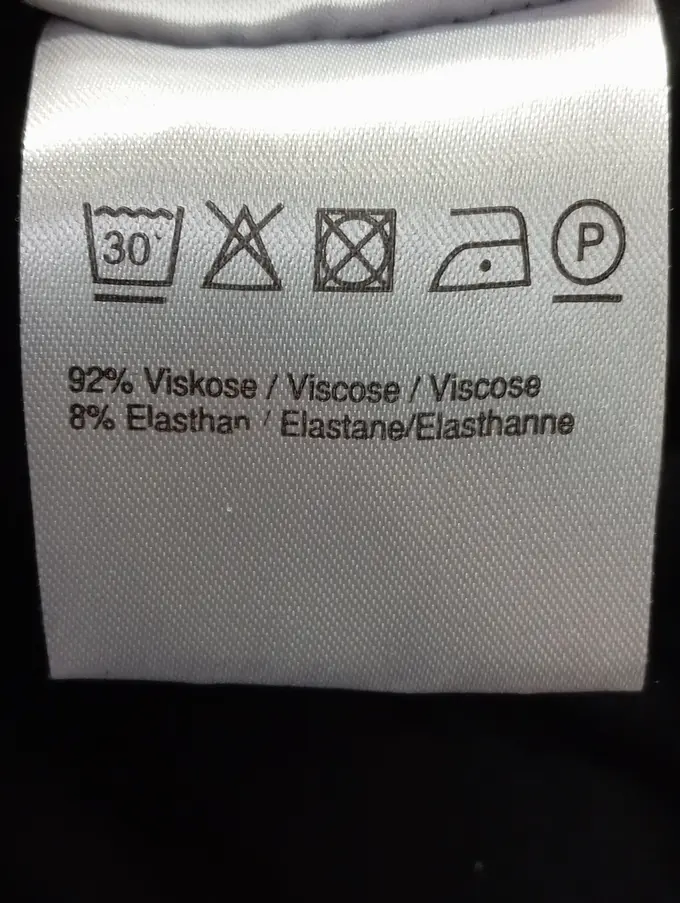 30°
P
92% Viskose / Viscose / Viscose
8% Elasthan / Elastane/Elasthanne